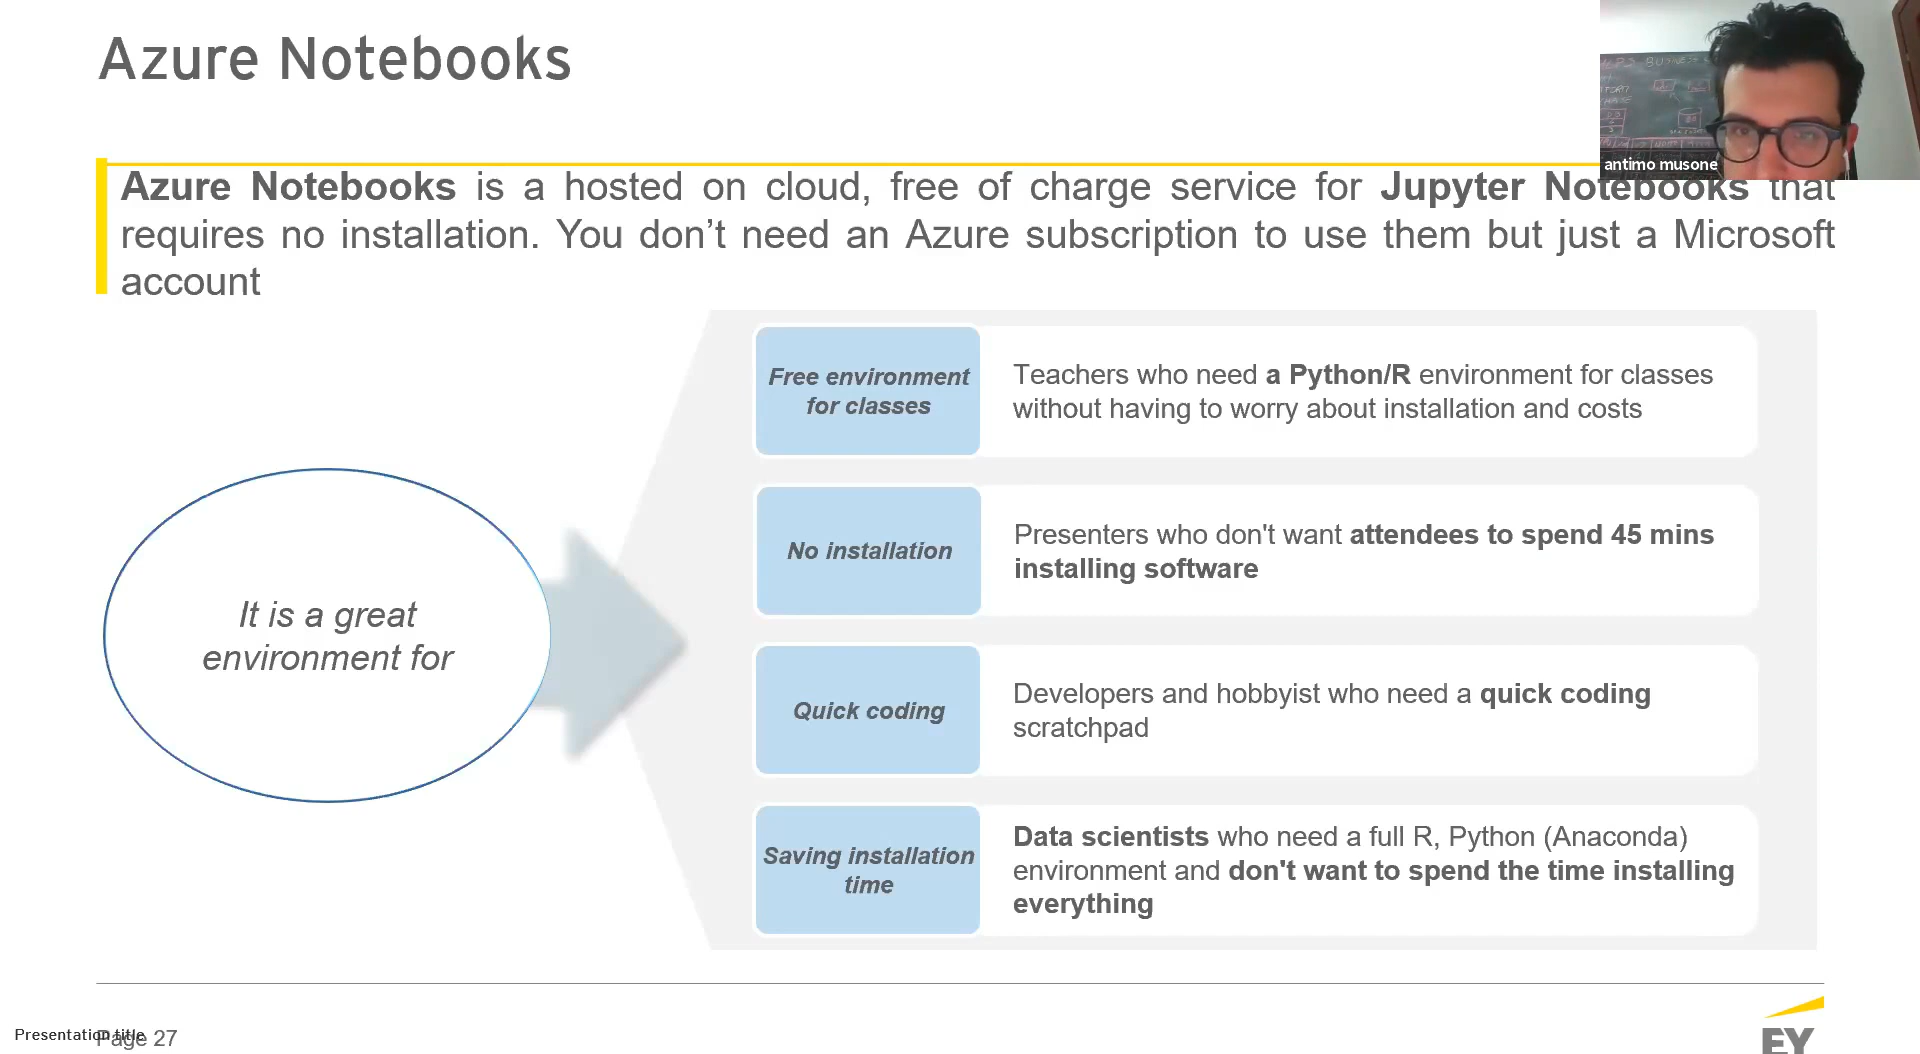 Azure Notebooks
antimo musone
Azure Notebooks is a hosted on cloud, free of charge service for Jupyter Notebooks that
requires no installation. You don’t need an Azure subscription to use them but just a Microsoft
account
It is a great
environment for
Free environment
for classes
Teachers who need a Python/R environment for classes
without having to worry about installation and costs
No installation
Presenters who don't want attendees to spend 45 mins
installing software
Quick coding
Developers and hobbyist who need a quick coding
scratchpad
Saving installation
time
Data scientists who need a full R, Python (Anaconda)
environment and don't want to spend the time installing
everything
Presentation title
Page 27
EY